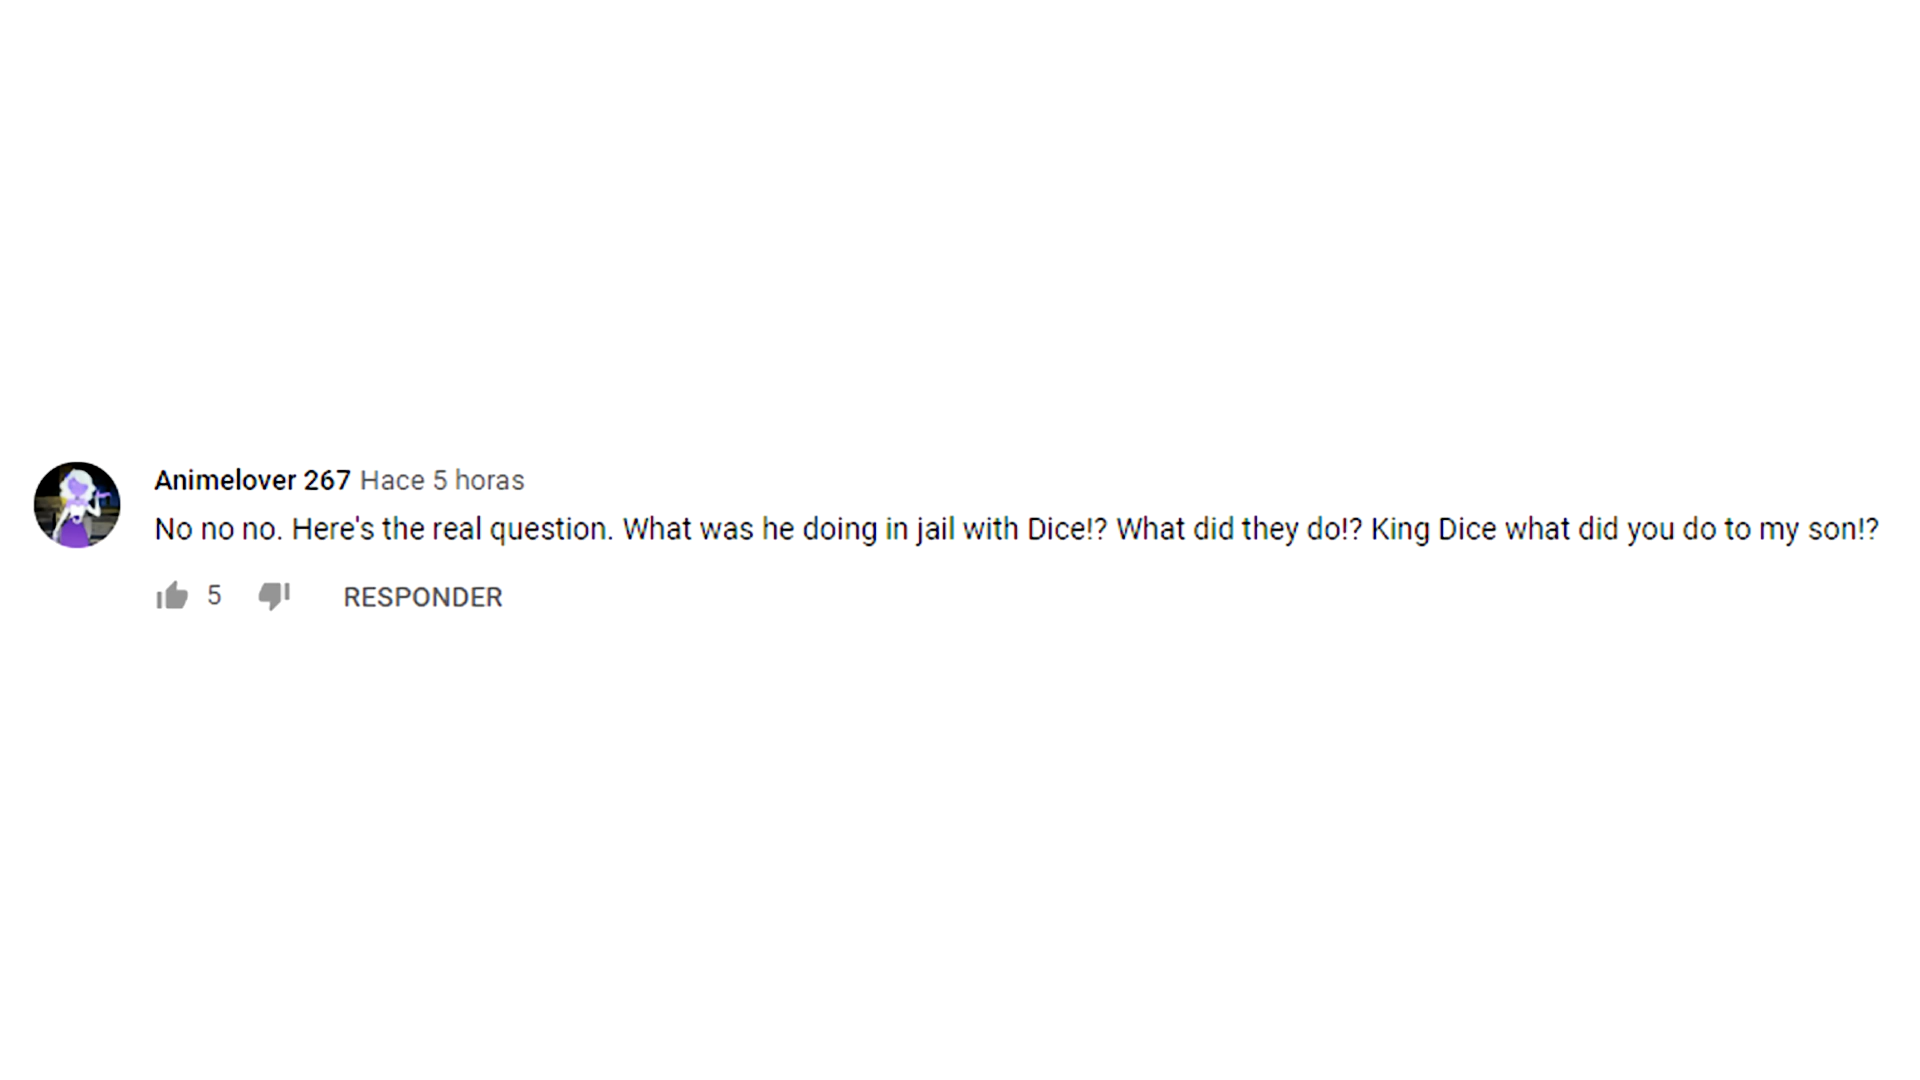 Animelover 267 Hace 5 horas
No no no. Here's the real question. What was he doing in jail with Dice!? What did they do!? King Dice what did you do to my son!?
5 RESPONDER